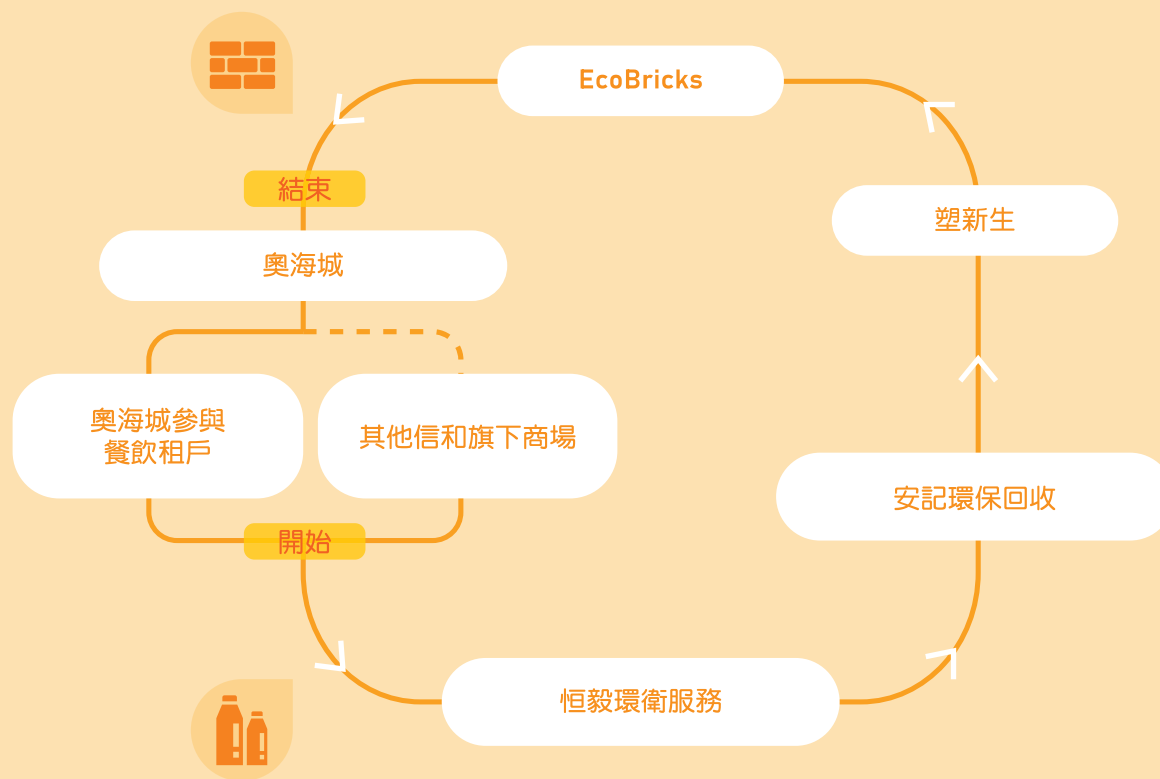 EcoBricks
結束
塑新生
奧海城
奧海城參與
餐飲租戶
其他信和旗下商場
安記環保回收
開始
恒毅環衛服務